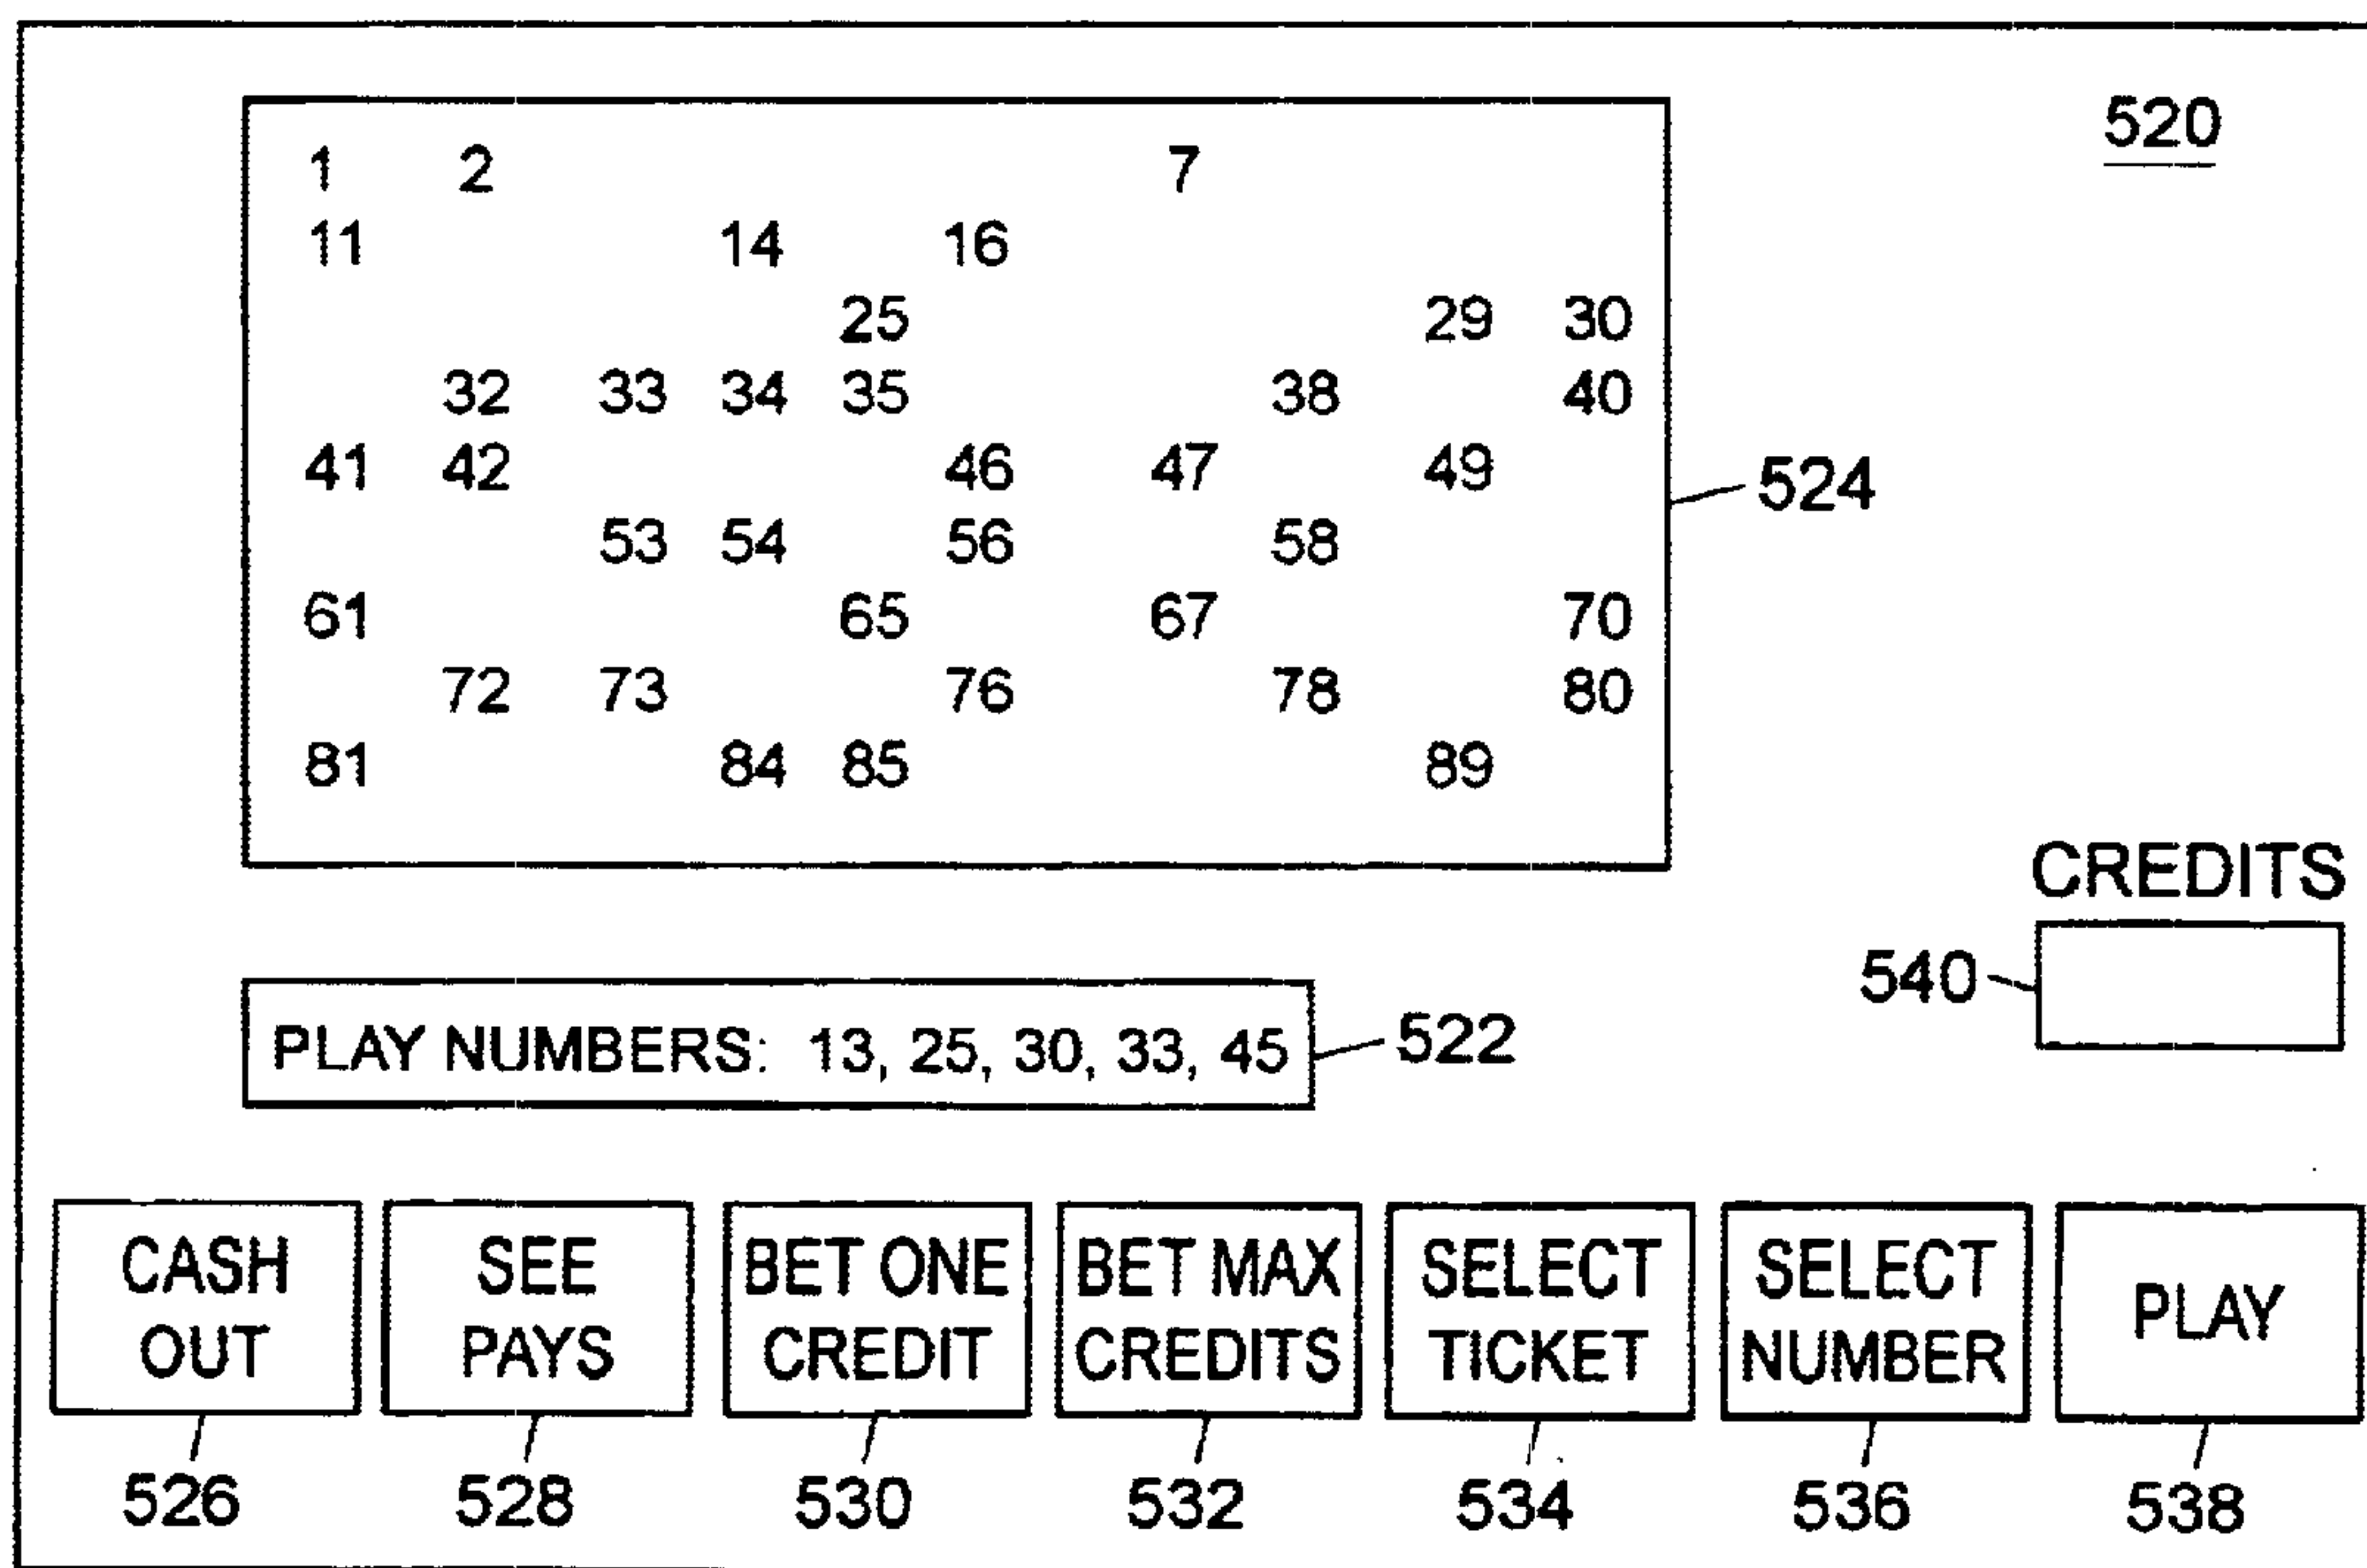 520
1 2 7
11 14 16
25 29 30
32 33 34 35 38 40
41 42 46 47 49
53 54 56 58
61 65 67 70
72 73 76 78 80
81 84 85 89
524
CREDITS
540
PLAY NUMBERS: 13, 25, 30, 33, 45
522
CASH
OUT
SEE
PAYS
BET ONE
CREDIT
BET MAX
CREDITS
SELECT
TICKET
SELECT
NUMBER
PLAY
526 528 530 532 534 536 538